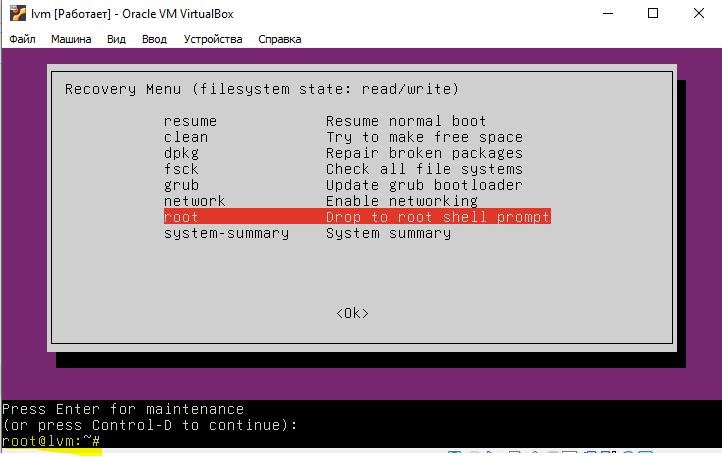 lvm [Работает] - Oracle VM VirtualBox
Файл Машина Вид Ввод Устройства Справка
Recovery Menu (filesystem state: read/write)
resume Resume normal boot
clean Try to make free space
dpkg Repair broken packages
fsck Check all file systems
grub Update grub bootloader
network Enable networking
root Drop to root shell prompt
system-summary System summary
<Ok>
Press Enter for maintenance
(or press Control-D to continue):
root@lvm:~#